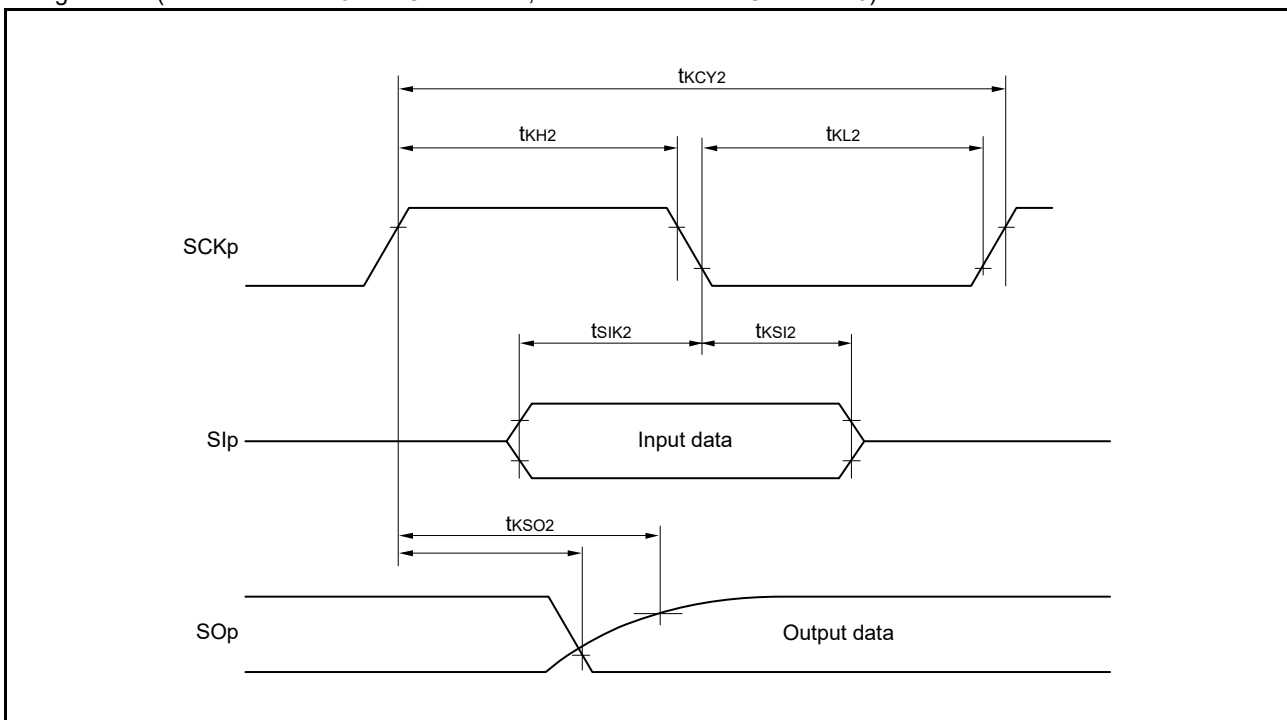 tKCY2
tKH2
tKL2
SCKp
tSIK2
tKSI2
SIp
Input data
tKSO2
SOp
Output data